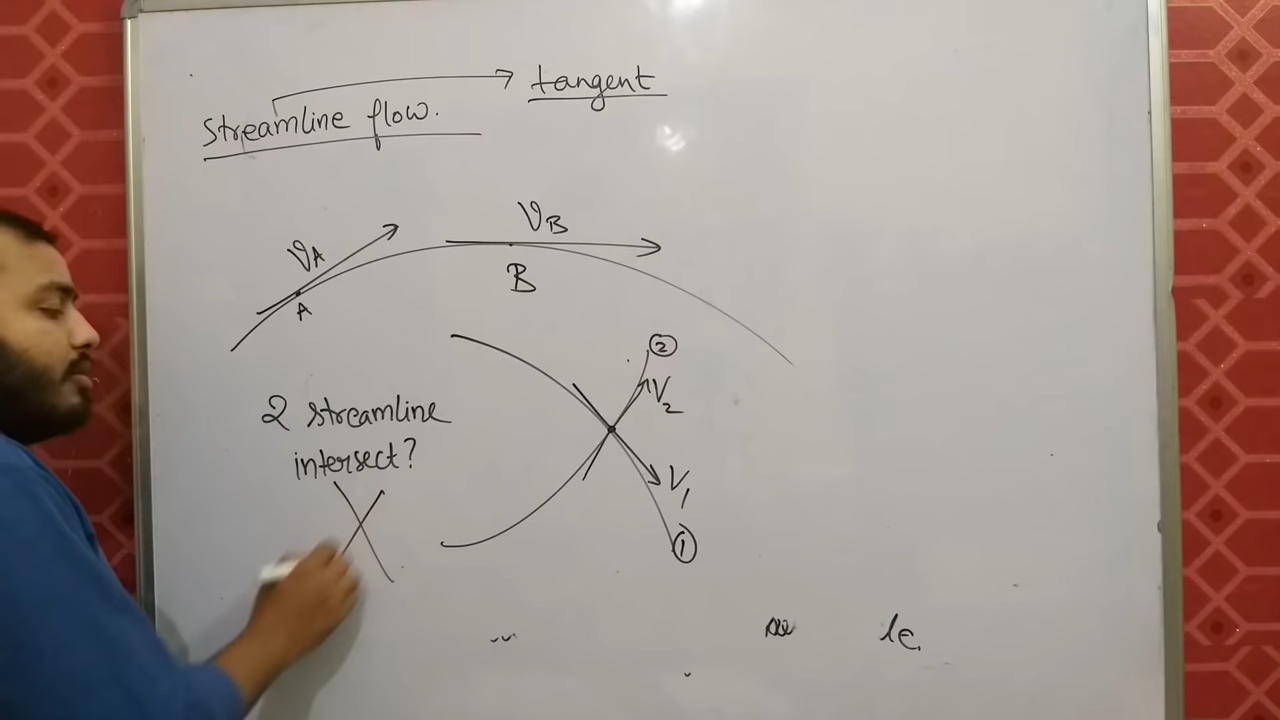 tangent
Streamline flow.
VA
VB
A
B
2 streamline
intersect?
2
V2
V1
1